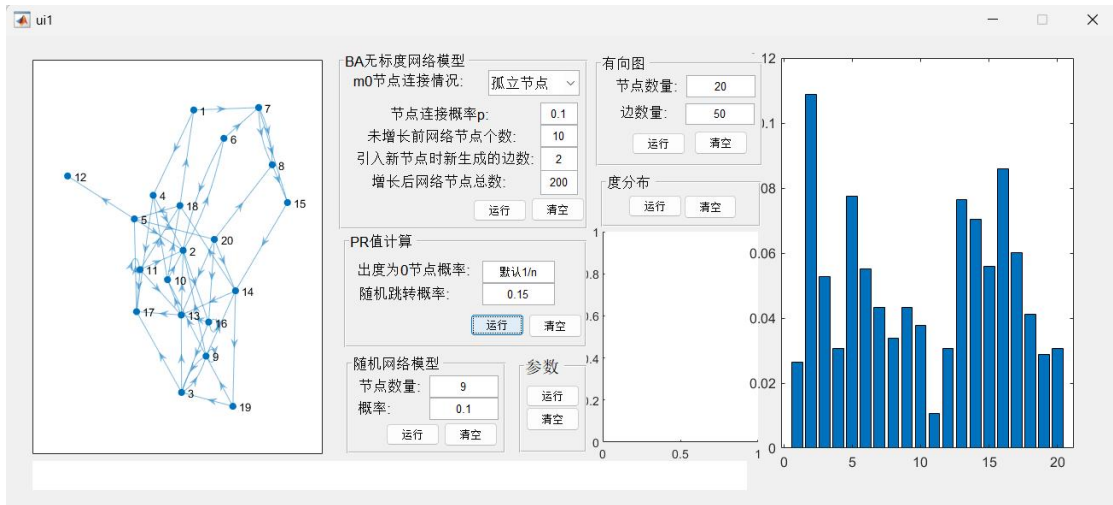 ui1
1
7
6
8
12
4
18
15
5
20
2
11
10
14
17
13
16
9
3
19
BA无标度网络模型
m0节点连接情况: 孤立节点
节点连接概率p: 0.1
未增长前网络节点个数: 10
引入新节点时新生成的边数: 2
增长后网络节点总数: 200
运行 清空
PR值计算
出度为0节点概率: 默认1/n
随机跳转概率: 0.15
运行 清空
随机网络模型
节点数量: 9
概率: 0.1
运行 清空
参数
运行
清空
有向图
节点数量: 20
边数量: 50
运行 清空
度分布
运行 清空
1
0.8
0.6
0.4
0.2
0
0 0.5 1
12
0.1
0.08
0.06
0.04
0.02
0
0 5 10 15 20